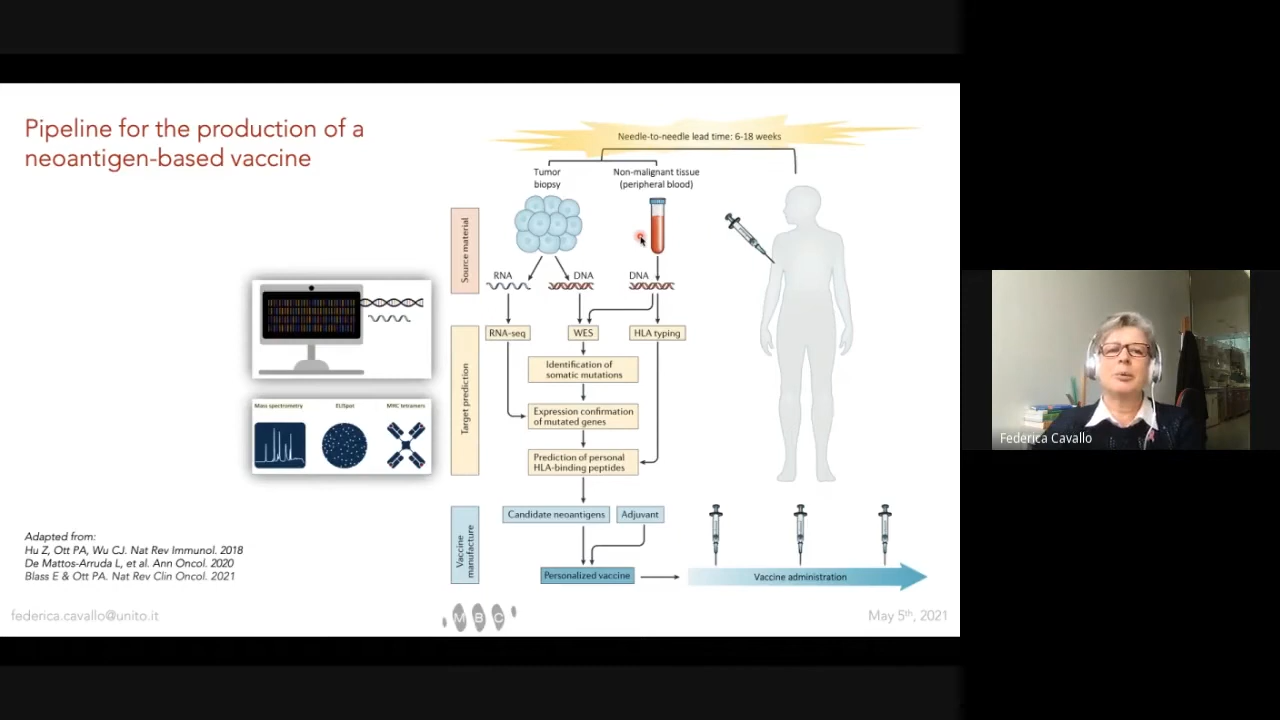 Pipeline for the production of a
neoantigen-based vaccine
Needle-to-needle lead time: 6-18 weeks
Tumor
biopsy
Non-malignant tissue
(peripheral blood)
Source material
RNA
DNA
DNA
RNA-seq
WES
HLA typing
Target prediction
Identification of
somatic mutations
Expression confirmation
of mutated genes
Prediction of personal
HLA-binding peptides
Mass spectrometry
ELISpot
MHC tetramers
Vaccine
manufacture
Candidate neoantigens
Adjuvant
Personalized vaccine
Vaccine administration
Adapted from:
Hu Z, Ott PA, Wu CJ. Nat Rev Immunol. 2018
De Mattos-Arruda L, et al. Ann Oncol. 2020
Blass E & Ott PA. Nat Rev Clin Oncol. 2021
federica.cavallo@unito.it
MBC
May 5th, 2021
Federica Cavallo